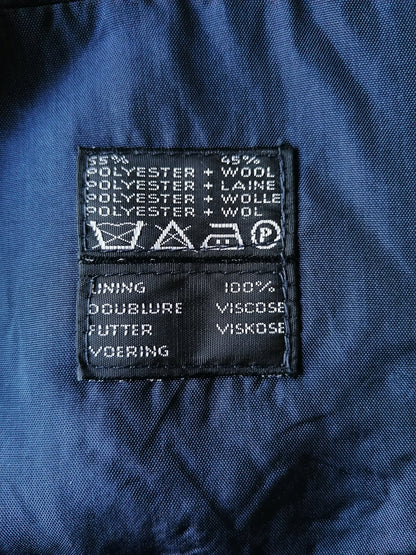 55% 45%
POLYESTER + WOOL
POLYESTER + LAINE
POLYESTER + WOLLE
POLYESTER + WOL
P
LINING 100%
DOUBLURE VISCOSE
FUTTER VISKOSE
VOERING